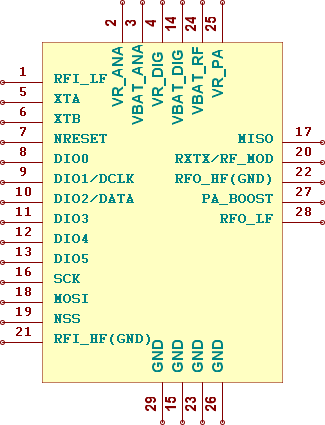 2 3 4 14 24 25
VR_ANA
VBAT_ANA
VR_DIG
VBAT_DIG
VBAT_RF
VR_PA
1 RFI_LF
5 XTA
6 XTB
7 NRESET
8 DIO0
9 DIO1/DCLK
10 DIO2/DATA
11 DIO3
12 DIO4
13 DIO5
16 SCK
18 MOSI
19 NSS
21 RFI_HF(GND)
MISO 17
RXTX/RF_MOD 20
RFO_HF(GND) 22
PA_BOOST 27
RFO_LF 28
GND GND GND GND
29 15 23 26